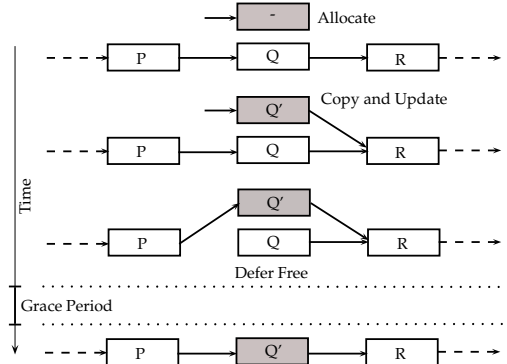 - Allocate
P Q R
Q′ Copy and Update
P Q R
Q′
P Q R
Defer Free
Time
Grace Period
P Q′ R